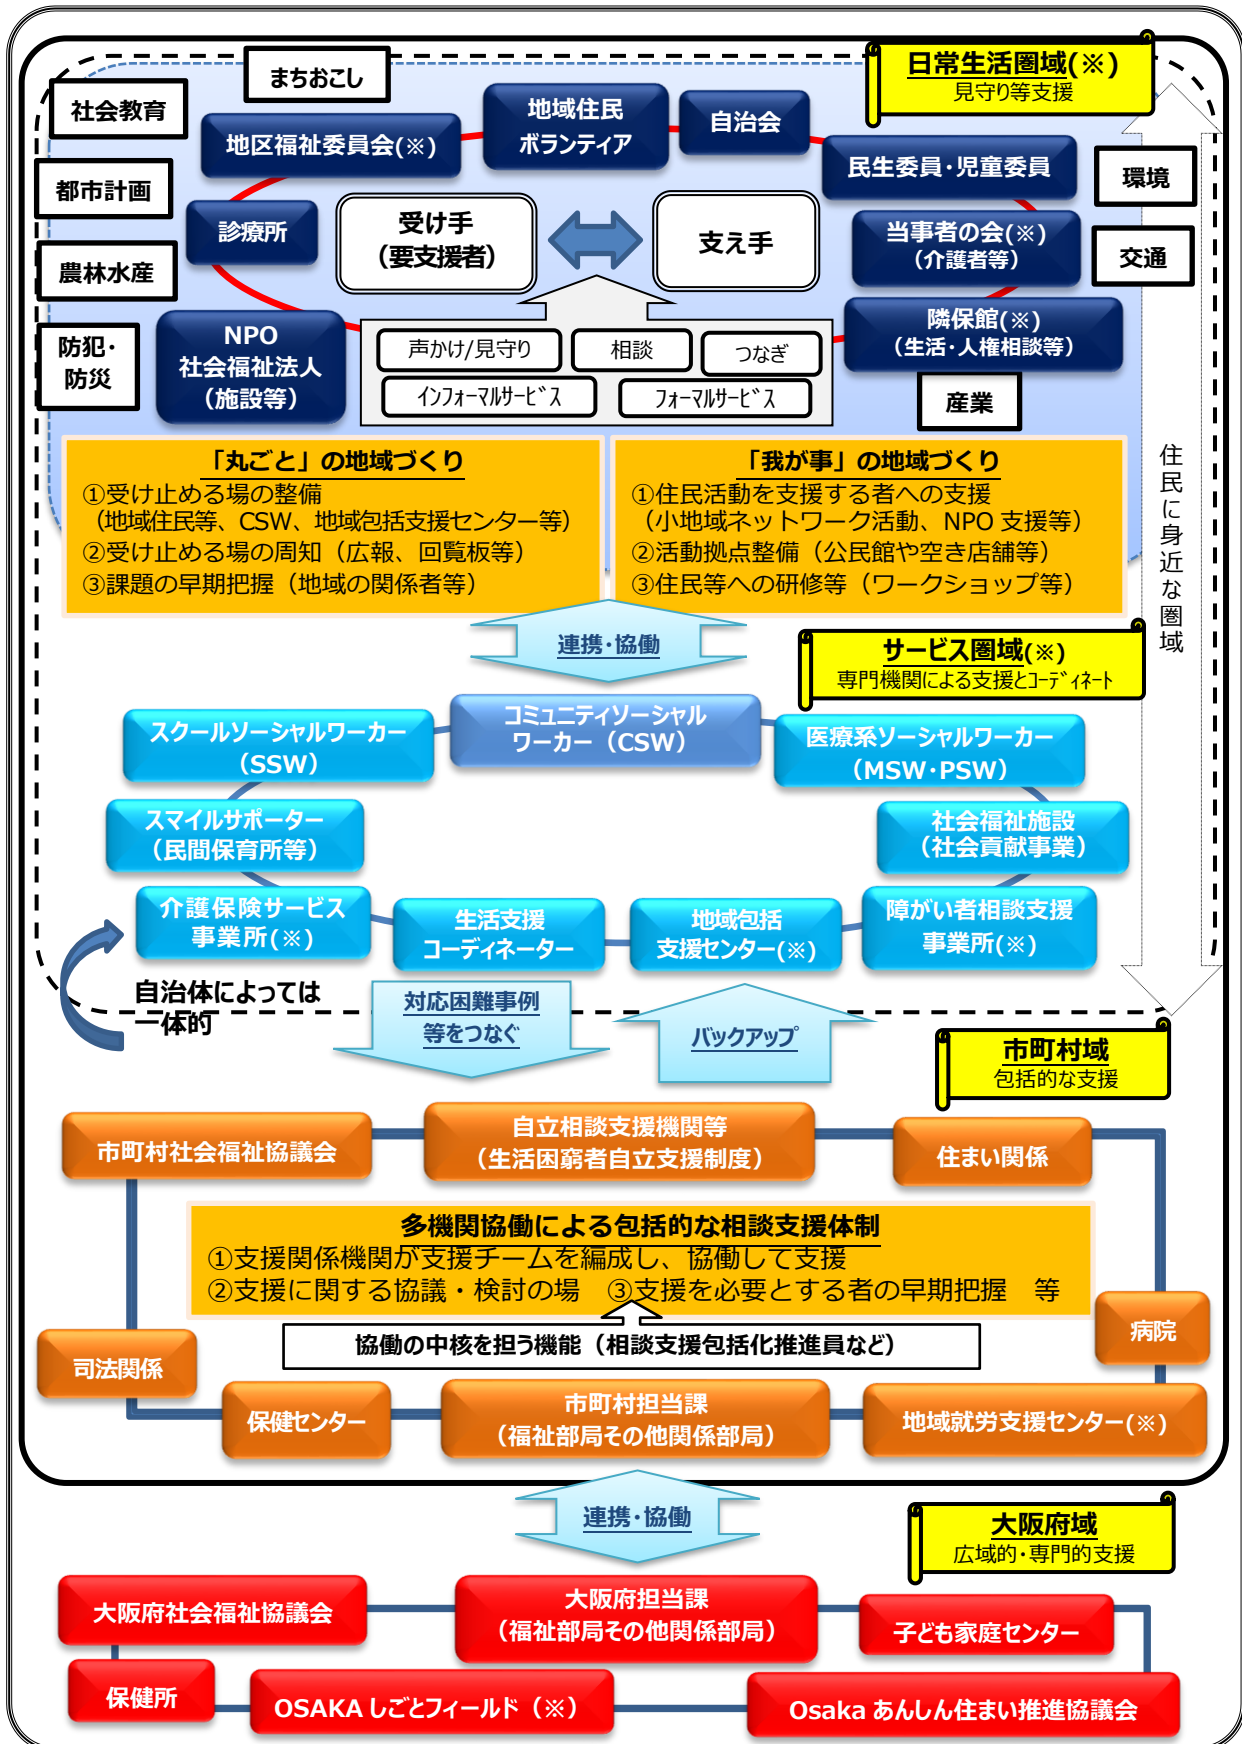 日常生活圏域(※)
見守り等支援
まちおこし
社会教育
地域住民
ボランティア
自治会
地区福祉委員会(※)
民生委員・児童委員
都市計画
環境
診療所
受け手
(要支援者)
支え手
当事者の会(※)
(介護者等)
農林水産
交通
NPO
社会福祉法人
(施設等)
隣保館(※)
(生活・人権相談等)
防犯・
防災
声かけ/見守り
相談
つなぎ
インフォーマルサービス
フォーマルサービス
産業
「丸ごと」の地域づくり
①受け止める場の整備
(地域住民等、CSW、地域包括支援センター等)
②受け止める場の周知（広報、回覧板等）
③課題の早期把握（地域の関係者等）
「我が事」の地域づくり
①住民活動を支援する者への支援
(小地域ネットワーク活動、NPO 支援等)
②活動拠点整備（公民館や空き店舗等）
③住民等への研修等（ワークショップ等）
住民に身近な圏域
連携・協働
サービス圏域(※)
専門機関による支援とコーディネート
スクールソーシャルワーカー
（SSW）
コミュニティソーシャル
ワーカー（CSW）
医療系ソーシャルワーカー
（MSW・PSW）
スマイルサポーター
（民間保育所等）
社会福祉施設
（社会貢献事業）
介護保険サービス
事業所(※)
生活支援
コーディネーター
地域包括
支援センター(※)
障がい者相談支援
事業所(※)
自治体によっては
一体的
対応困難事例
等をつなぐ
バックアップ
市町村域
包括的な支援
市町村社会福祉協議会
自立相談支援機関等
（生活困窮者自立支援制度）
住まい関係
多機関協働による包括的な相談支援体制
①支援関係機関が支援チームを編成し、協働して支援
②支援に関する協議・検討の場　③支援を必要とする者の早期把握　等
協働の中核を担う機能（相談支援包括化推進員など）
病院
司法関係
保健センター
市町村担当課
（福祉部局その他関係部局）
地域就労支援センター(※)
連携・協働
大阪府域
広域的・専門的支援
大阪府社会福祉協議会
大阪府担当課
（福祉部局その他関係部局）
子ども家庭センター
保健所
OSAKA しごとフィールド（※）
Osaka あんしん住まい推進協議会